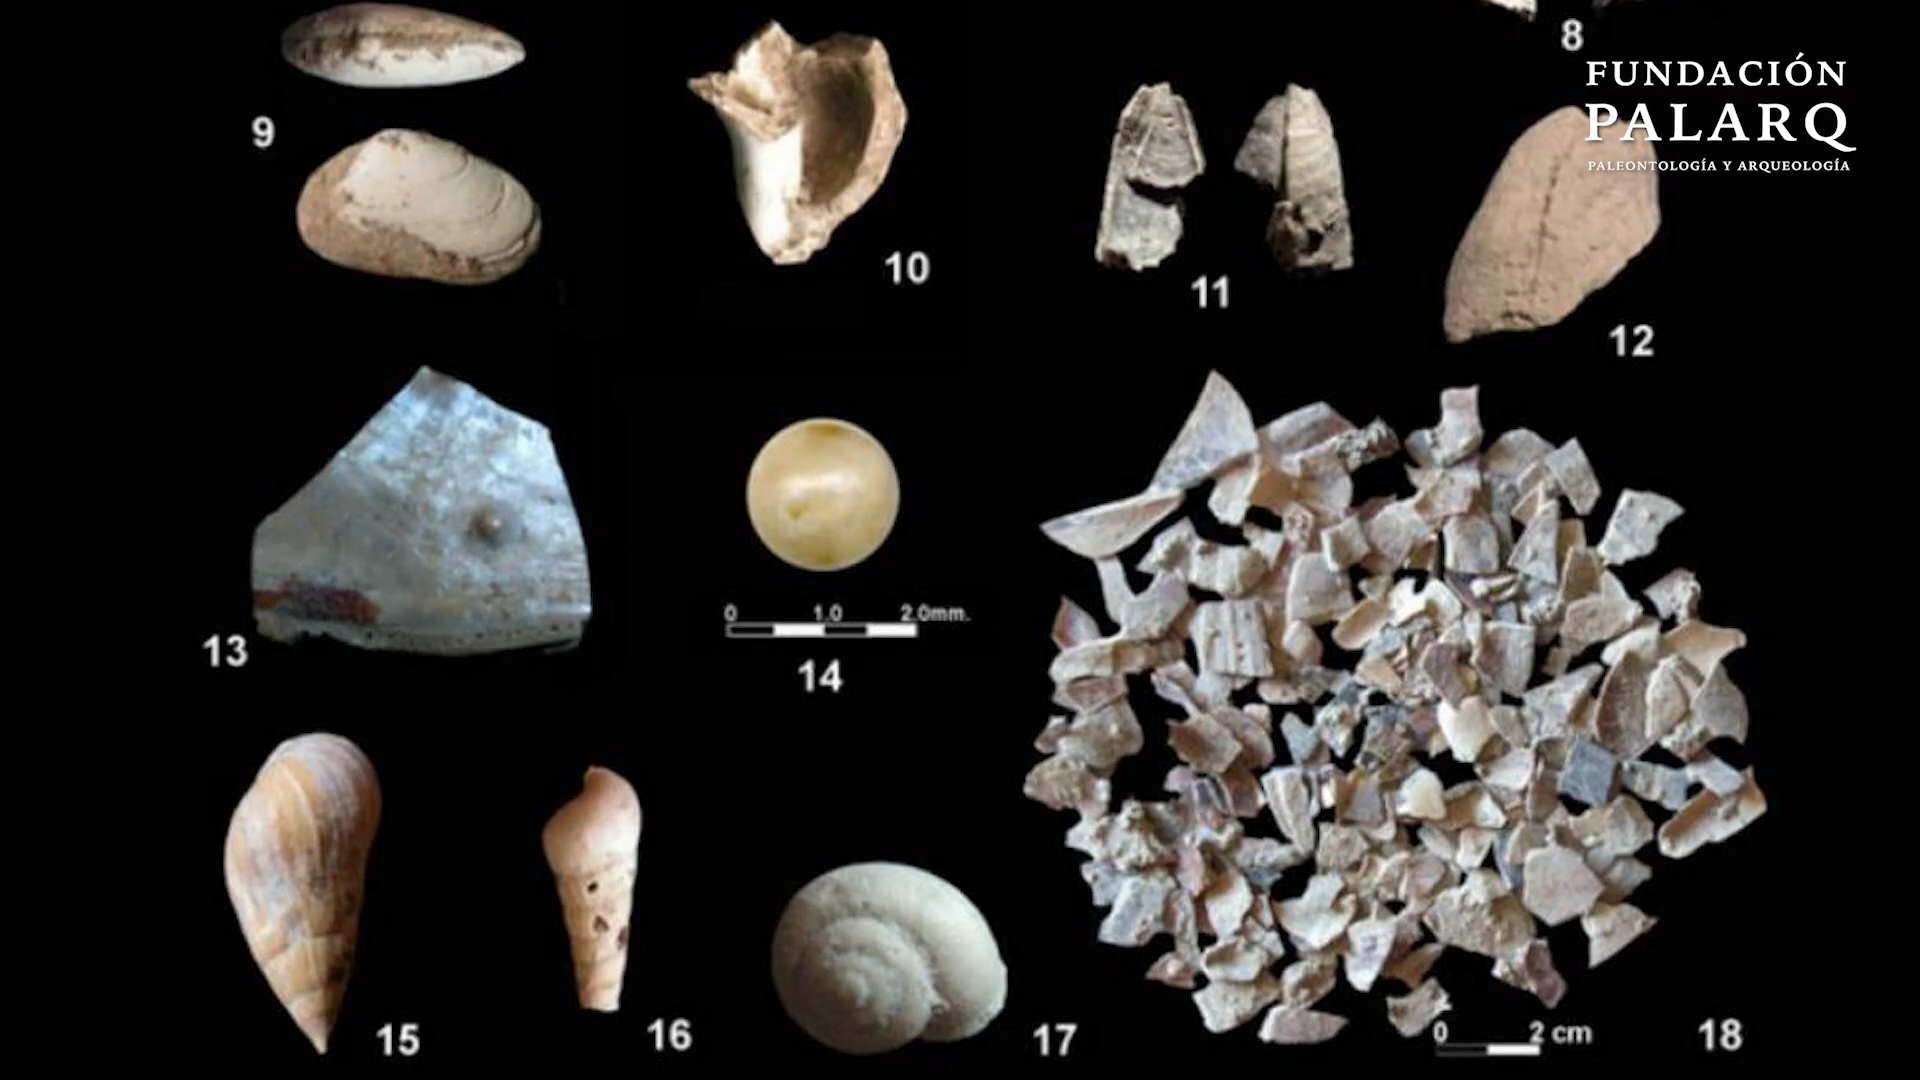 8
FUNDACIÓN
PALARQ
PALEONTOLOGÍA Y ARQUEOLOGÍA
9
10
11
12
13
0 1.0 2.0mm.
14
15
16
17
0 2 cm
18